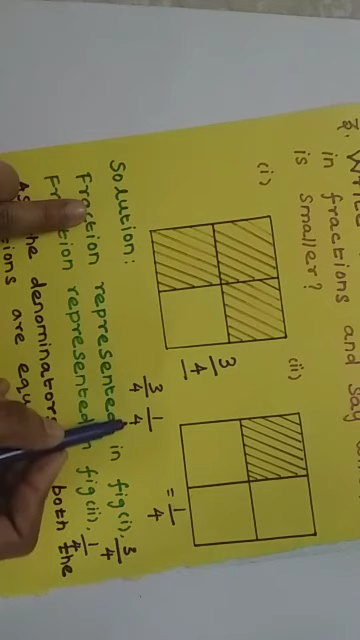 in fractions and say
is smaller?
(i)
(ii)
3/4
= 1/4
Solution:
3/4 1/4
Fraction represented in fig(i), 3/4
Fraction represented in fig(ii), 1/4
As the denominators both the
are